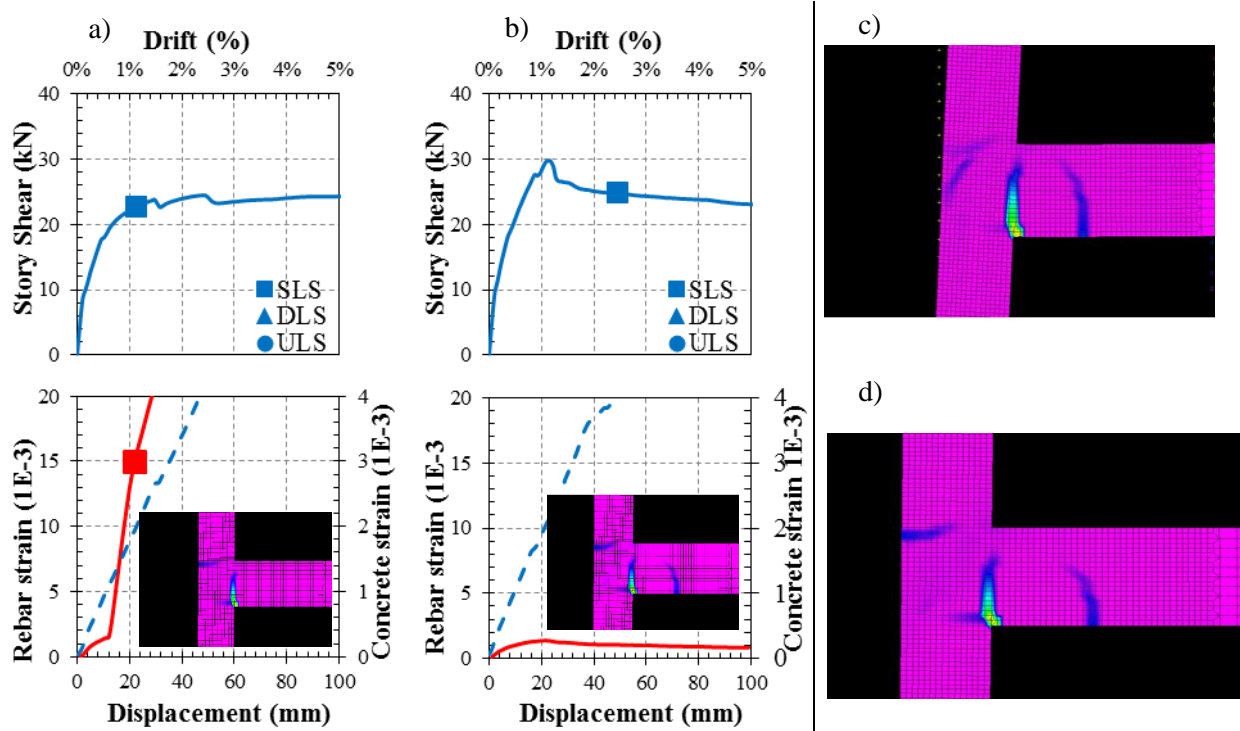 a)
Drift (%)
0% 1% 2% 3% 4% 5%
Story Shear (kN)
40
30
20
10
0
SLS
DLS
ULS
b)
Drift (%)
0% 1% 2% 3% 4% 5%
Story Shear (kN)
40
30
20
10
0
SLS
DLS
ULS
Rebar strain (1E-3)
20
15
10
5
0
4
3
2
1
0
Concrete strain (1E-3)
0 20 40 60 80 100
Displacement (mm)
Rebar strain (1E-3
20
15
10
5
0
4
3
2
1
0
Concrete strain 1E-3)
0 20 40 60 80 100
Displacement (mm)
c)
d)